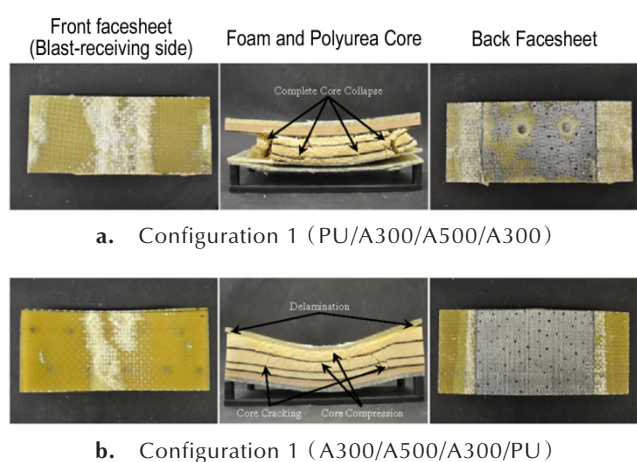 Front facesheet
(Blast-receiving side)
Foam and Polyurea Core
Back Facesheet
Complete Core Collapse
a. Configuration 1 (PU/A300/A500/A300)
Delamination
Core Cracking
Core Compression
b. Configuration 1 (A300/A500/A300/PU)